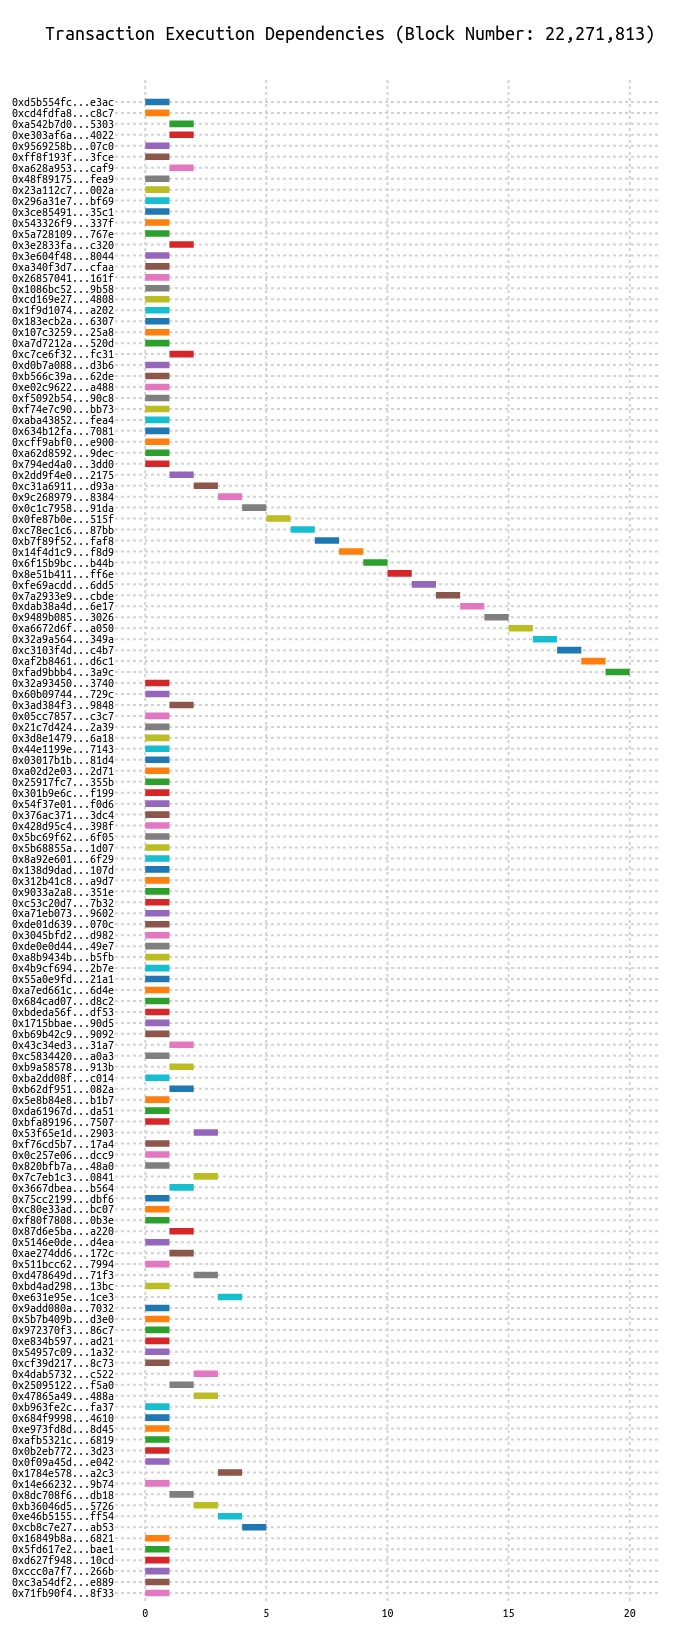 Transaction Execution Dependencies (Block Number: 22,271,813)
0xd5b554fc...e3ac
0xcd4fdfa8...c8c7
0xa542b7d0...5303
0xe303af6a...4022
0x9569258b...07c0
0xff8f193f...3fce
0xa628a953...caf9
0x48f89175...fea9
0x23a112c7...002a
0x296a31e7...bf69
0x3ce85491...35c1
0x543326f9...337f
0x5a728109...767e
0x3e2833fa...c320
0x3e604f48...8044
0xa340f3d7...cfaa
0x26857041...161f
0x1086bc52...9b58
0xcd169e27...4808
0x1f9d1074...a202
0x183ecb2a...6307
0x107c3259...25a8
0xa7d7212a...520d
0xc7ce6f32...fc31
0xd0b7a088...d3b6
0xb566c39a...62de
0xe02c9622...a488
0xf5092b54...90c8
0xf74e7c90...bb73
0xaba43852...fea4
0x634b12fa...7081
0xcff9abf0...e900
0xa62d8592...9dec
0x794ed4a0...3dd0
0x2dd9f4e0...2175
0xc31a6911...d93a
0x9c268979...8384
0x0c1c7958...91da
0x0fe87b0e...515f
0xc78ec1c6...87bb
0xb7f89f52...faf8
0x14f4d1c9...f8d9
0x6f15b9bc...b44b
0x8e51b411...ff6e
0xfe69acdd...6dd5
0x7a2933e9...cbde
0xdab38a4d...6e17
0x9489b085...3026
0xa6672d6f...a050
0x32a9a564...349a
0xc3103f4d...c4b7
0xaf2b8461...d6c1
0xfad9bbb4...3a9c
0x32a93450...3740
0x60b09744...729c
0x3ad384f3...9848
0x05cc7857...c3c7
0x21c7d424...2a39
0x3d8e1479...6a18
0x44e1199e...7143
0x03017b1b...81d4
0xa02d2e03...2d71
0x25917fc7...355b
0x301b9e6c...f199
0x54f37e01...f0d6
0x376ac371...3dc4
0x428d95c4...398f
0x5bc69f62...6f05
0x5b68855a...1d07
0x8a92e601...6f29
0x138d9dad...107d
0x312b41c8...a9d7
0x9033a2a8...351e
0xc53c20d7...7b32
0xa71eb073...9602
0xde01d639...070c
0x3045bfd2...d982
0xde0e0d44...49e7
0xa8b9434b...b5fb
0x4b9cf694...2b7e
0x55a0e9fd...21a1
0xa7ed661c...6d4e
0x684cad07...d8c2
0xbdeda56f...df53
0x1715bbae...90d5
0xb69b42c9...9092
0x43c34ed3...31a7
0xc5834420...a0a3
0xb9a58578...913b
0xba2dd08f...c014
0xb62df951...082a
0x5e8b84e8...b1b7
0xda61967d...da51
0xbfa89196...7507
0x53f65e1d...2903
0xf76cd5b7...17a4
0x0c257e06...dcc9
0x820bfb7a...48a0
0x7c7eb1c3...0841
0x3667dbea...b564
0x75cc2199...dbf6
0xc80e33ad...bc07
0xf80f7808...0b3e
0x87d6e5ba...a220
0x5146e0de...d4ea
0xae274dd6...172c
0x511bcc62...7994
0xd478649d...71f3
0xbd4ad298...13bc
0xe631e95e...1ce3
0x9add080a...7032
0x5b7b409b...d3e0
0x972370f3...86c7
0xe834b597...ad21
0x54957c09...1a32
0xcf39d217...8c73
0x4dab5732...c522
0x25095122...f5a0
0x47865a49...488a
0xb963fe2c...fa37
0x684f9998...4610
0xe973fd8d...8d45
0xafb5321c...6819
0x0b2eb772...3d23
0x0f09a45d...e042
0x1784e578...a2c3
0x14e66232...9b74
0x8dc708f6...db18
0xb36046d5...5726
0xe46b5155...ff54
0xcb8c7e27...ab53
0x16849b8a...6821
0x5fd617e2...bae1
0xd627f948...10cd
0xccc0a7f7...266b
0xc3a54df2...e889
0x71fb90f4...8f33
0 5 10 15 20